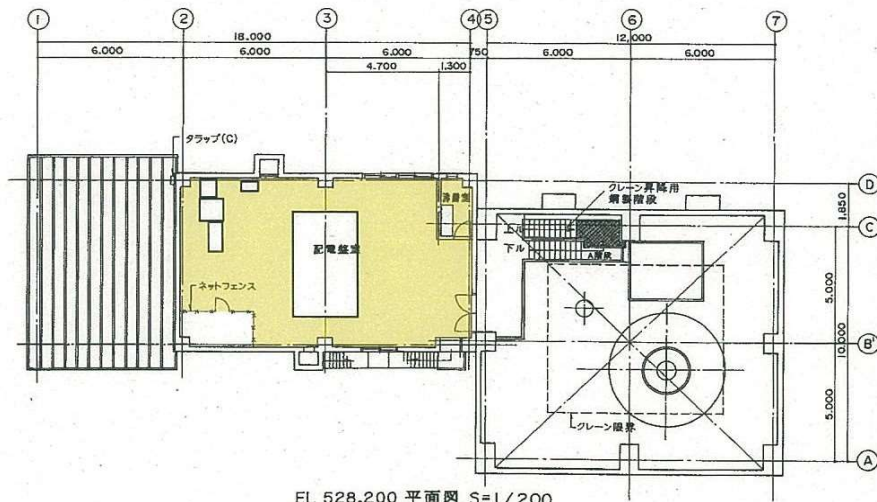 1 2 3 4 5 6 7
18.000 12.000
6.000 6.000 6.000 750 6.000 6.000
4.700 1.300
タラップ(C)
D
湯沸室
クレーン昇降用
鋼製階段
1.850
C
上ル
配電盤室
下ル
A階段
ネットフェンス
5.000
10.000
B
5.000
クレーン限界
A
EL 528.200 平面図 S=1/200